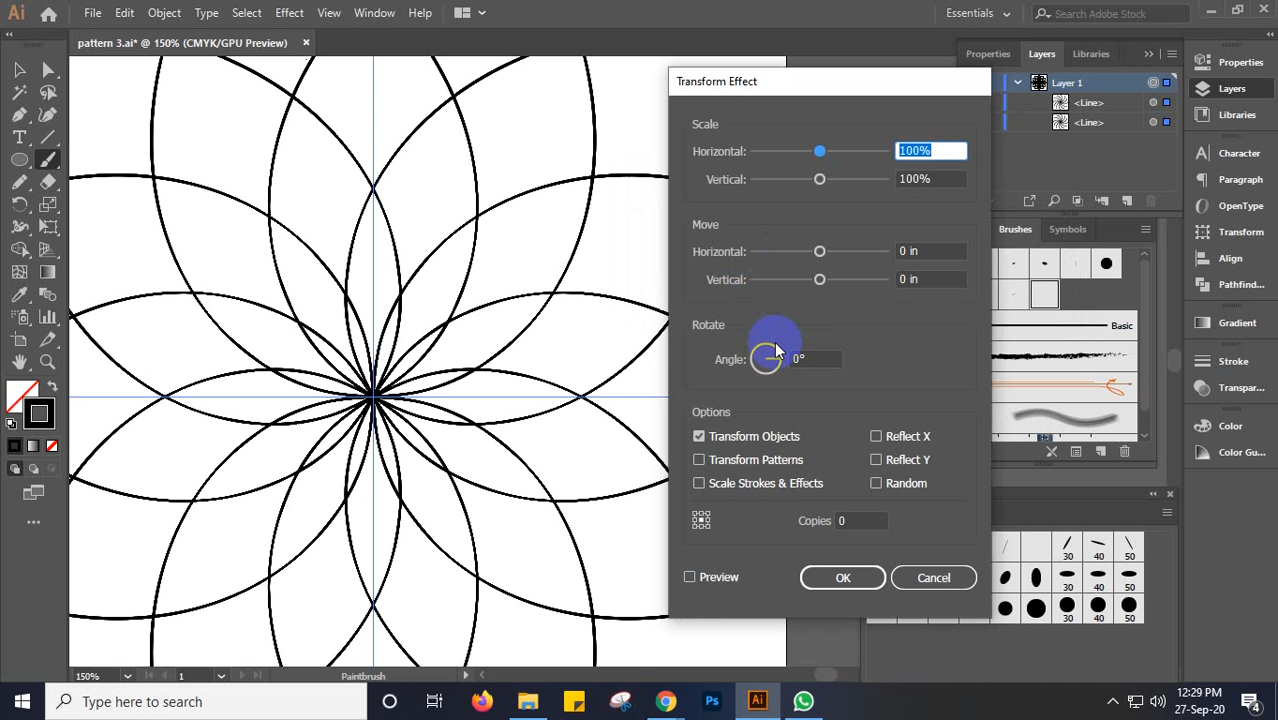 Ai File Edit Object Type Select Effect View Window Help Essentials Search Adobe Stock
pattern 3.ai* @ 150% (CMYK/GPU Preview)
Properties Layers Libraries
Layer 1
<Line>
<Line>
Properties
Layers
Libraries
Character
Paragraph
OpenType
Transform
Align
Pathfind...
Gradient
Stroke
Transpar...
Color
Color Gu...
Brushes Symbols
Basic
30 40 50
30 40 50
30 40 50
Transform Effect
Scale
Horizontal: 100%
Vertical: 100%
Move
Horizontal: 0 in
Vertical: 0 in
Rotate
Angle: 0°
Options
Transform Objects Reflect X
Transform Patterns Reflect Y
Scale Strokes & Effects Random
Copies 0
Preview OK Cancel
150% 1 Paintbrush
Type here to search Ps Ai 12:29 PM
27-Sep-20 4